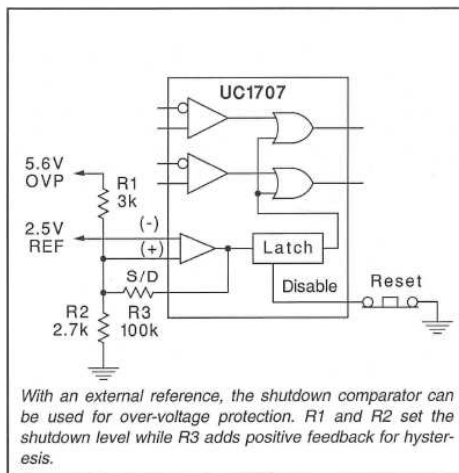 UC1707
5.6V
OVP
R1
3k
2.5V
REF
(-)
(+)
S/D
Latch
Disable
Reset
R2
2.7k
R3
100k
With an external reference, the shutdown comparator can
be used for over-voltage protection. R1 and R2 set the
shutdown level while R3 adds positive feedback for hyster-
esis.